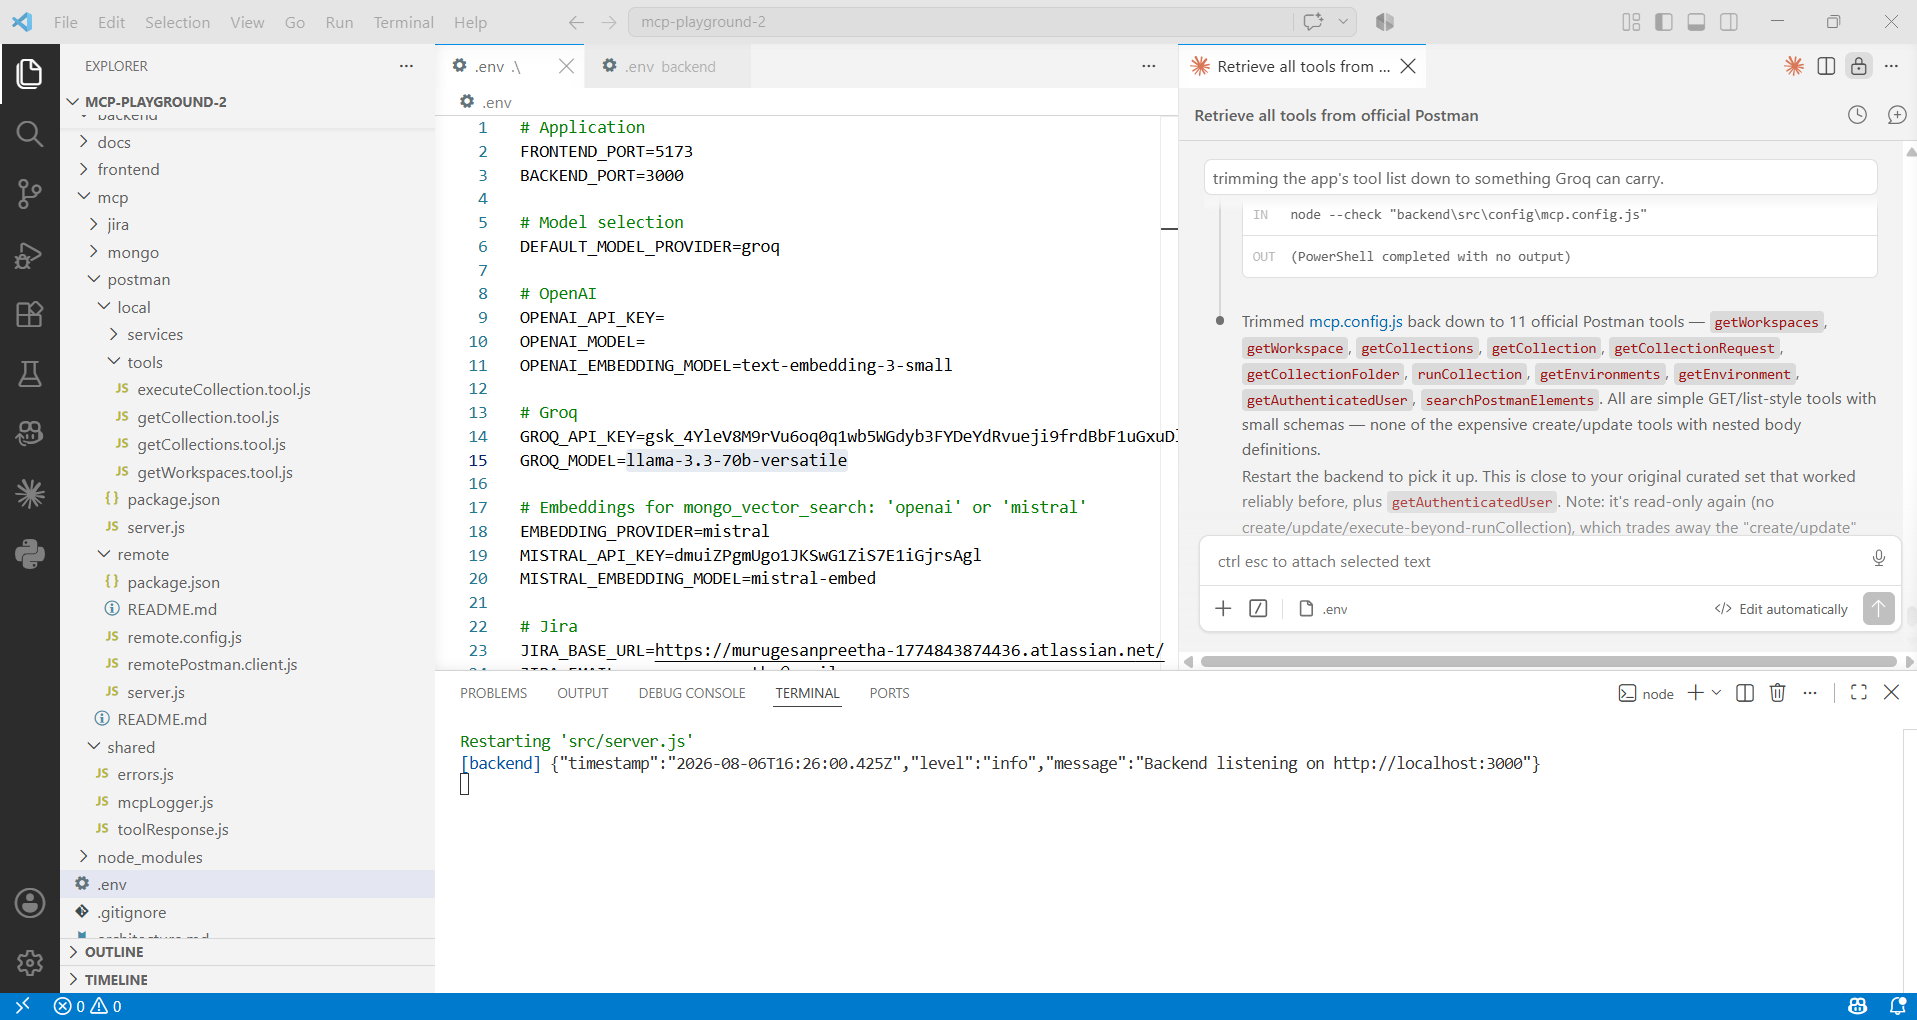 File Edit Selection View Go Run Terminal Help
mcp-playground-2
EXPLORER
MCP-PLAYGROUND-2
backend
docs
frontend
mcp
jira
mongo
postman
local
services
tools
JS executeCollection.tool.js
JS getCollection.tool.js
JS getCollections.tool.js
JS getWorkspaces.tool.js
{} package.json
JS server.js
remote
{} package.json
README.md
JS remote.config.js
JS remotePostman.client.js
JS server.js
README.md
shared
JS errors.js
JS mcpLogger.js
JS toolResponse.js
node_modules
.env
.gitignore
architecture.md
OUTLINE
TIMELINE
.env .\
.env backend
.env
1 # Application
2 FRONTEND_PORT=5173
3 BACKEND_PORT=3000
4
5 # Model selection
6 DEFAULT_MODEL_PROVIDER=groq
7
8 # OpenAI
9 OPENAI_API_KEY=
10 OPENAI_MODEL=
11 OPENAI_EMBEDDING_MODEL=text-embedding-3-small
12
13 # Groq
14 GROQ_API_KEY=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
15 GROQ_MODEL=llama-3.3-70b-versatile
16
17 # Embeddings for mongo_vector_search: 'openai' or 'mistral'
18 EMBEDDING_PROVIDER=mistral
19 MISTRAL_API_KEY=dmuiZPgmUgo1JKSwG1ZiS7E1iGjrsAgl
20 MISTRAL_EMBEDDING_MODEL=mistral-embed
21
22 # Jira
23 JIRA_BASE_URL=https://murugesanpreetha-1774843874436.atlassian.net/
Retrieve all tools from ...
Retrieve all tools from official Postman
trimming the app's tool list down to something Groq can carry.
IN node --check "backend\src\config\mcp.config.js"
OUT (PowerShell completed with no output)
Trimmed mcp.config.js back down to 11 official Postman tools — getWorkspaces,
getWorkspace, getCollections, getCollection, getCollectionRequest,
getCollectionFolder, runCollection, getEnvironments, getEnvironment,
getAuthenticatedUser, searchPostmanElements. All are simple GET/list-style tools with
small schemas — none of the expensive create/update tools with nested body
definitions.
Restart the backend to pick it up. This is close to your original curated set that worked
reliably before, plus getAuthenticatedUser. Note: it's read-only again (no
create/update/execute-beyond-runCollection), which trades away the "create/update"
ctrl esc to attach selected text
.env
Edit automatically
PROBLEMS OUTPUT DEBUG CONSOLE TERMINAL PORTS
node
Restarting 'src/server.js'
[backend] {"timestamp":"2026-08-06T16:26:00.425Z","level":"info","message":"Backend listening on http://localhost:3000"}
0 0